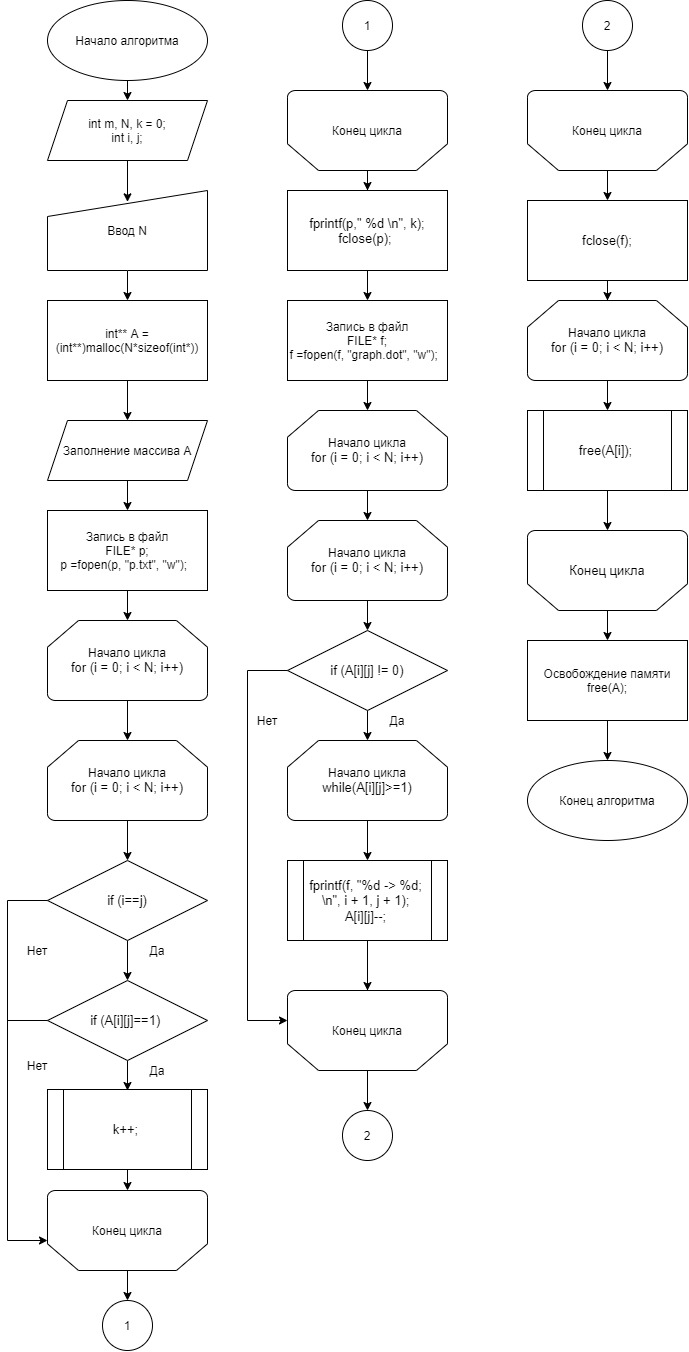 Начало алгоритма
int m, N, k = 0;
int i, j;
Ввод N
int** A =
(int**)malloc(N*sizeof(int*))
Заполнение массива A
Запись в файл
FILE* p;
p =fopen(p, "p.txt", "w");
Начало цикла
for (i = 0; i < N; i++)
Начало цикла
for (i = 0; i < N; i++)
if (i==j)
Нет
Да
if (A[i][j]==1)
Нет
Да
k++;
Конец цикла
1
1
Конец цикла
fprintf(p," %d \n", k);
fclose(p);
Запись в файл
FILE* f;
f =fopen(f, "graph.dot", "w");
Начало цикла
for (i = 0; i < N; i++)
Начало цикла
for (i = 0; i < N; i++)
if (A[i][j] != 0)
Нет
Да
Начало цикла
while(A[i][j]>=1)
fprintf(f, "%d -> %d;
\n", i + 1, j + 1);
A[i][j]--;
Конец цикла
2
2
Конец цикла
fclose(f);
Начало цикла
for (i = 0; i < N; i++)
free(A[i]);
Конец цикла
Освобождение памяти
free(A);
Конец алгоритма